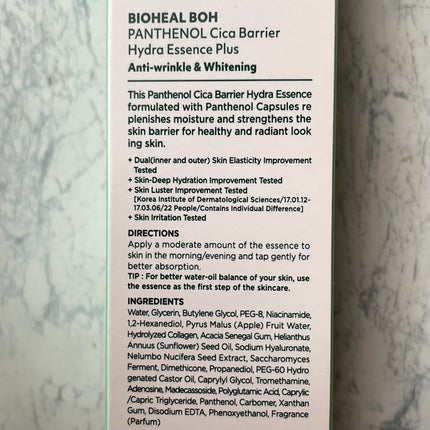 BIOHEAL BOH
PANTHENOL Cica Barrier
Hydra Essence Plus
Anti-wrinkle & Whitening
This Panthenol Cica Barrier Hydra Essence
formulated with Panthenol Capsules re
plenishes moisture and strengthens the
skin barrier for healthy and radiant look
ing skin.
+ Dual(inner and outer) Skin Elasticity Improvement
Tested
+ Skin-Deep Hydration Improvement Tested
+ Skin Luster Improvement Tested
[Korea Institute of Dermatological Sciences/17.01.12-
17.03.06/22 People/Contains Individual Difference]
+ Skin Irritation Tested
DIRECTIONS
Apply a moderate amount of the essence to
skin in the morning/evening and tap gently for
better absorption.
TIP : For better water-oil balance of your skin, use
the essence as the first step of the skincare.
INGREDIENTS
Water, Glycerin, Butylene Glycol, PEG-8, Niacinamide,
1,2-Hexanediol, Pyrus Malus (Apple) Fruit Water,
Hydrolyzed Collagen, Acacia Senegal Gum, Helianthus
Annuus (Sunflower) Seed Oil, Sodium Hyaluronate,
Nelumbo Nucifera Seed Extract, Saccharomyces
Ferment, Dimethicone, Propanediol, PEG-60 Hydro
genated Castor Oil, Caprylyl Glycol, Tromethamine,
Adenosine, Madecassoside, Polyglutamic Acid, Caprylic
/Capric Triglyceride, Panthenol, Carbomer, Xanthan
Gum, Disodium EDTA, Phenoxyethanol, Fragrance
(Parfum)